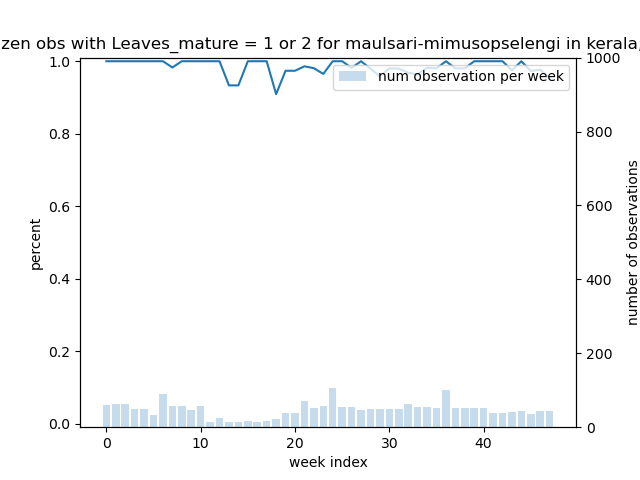 zen obs with Leaves_mature = 1 or 2 for maulsari-mimusopselengi in kerala,
num observation per week
1.0
0.8
0.6
0.4
0.2
0.0
percent
1000
800
600
400
200
0
number of observations
0 10 20 30 40
week index